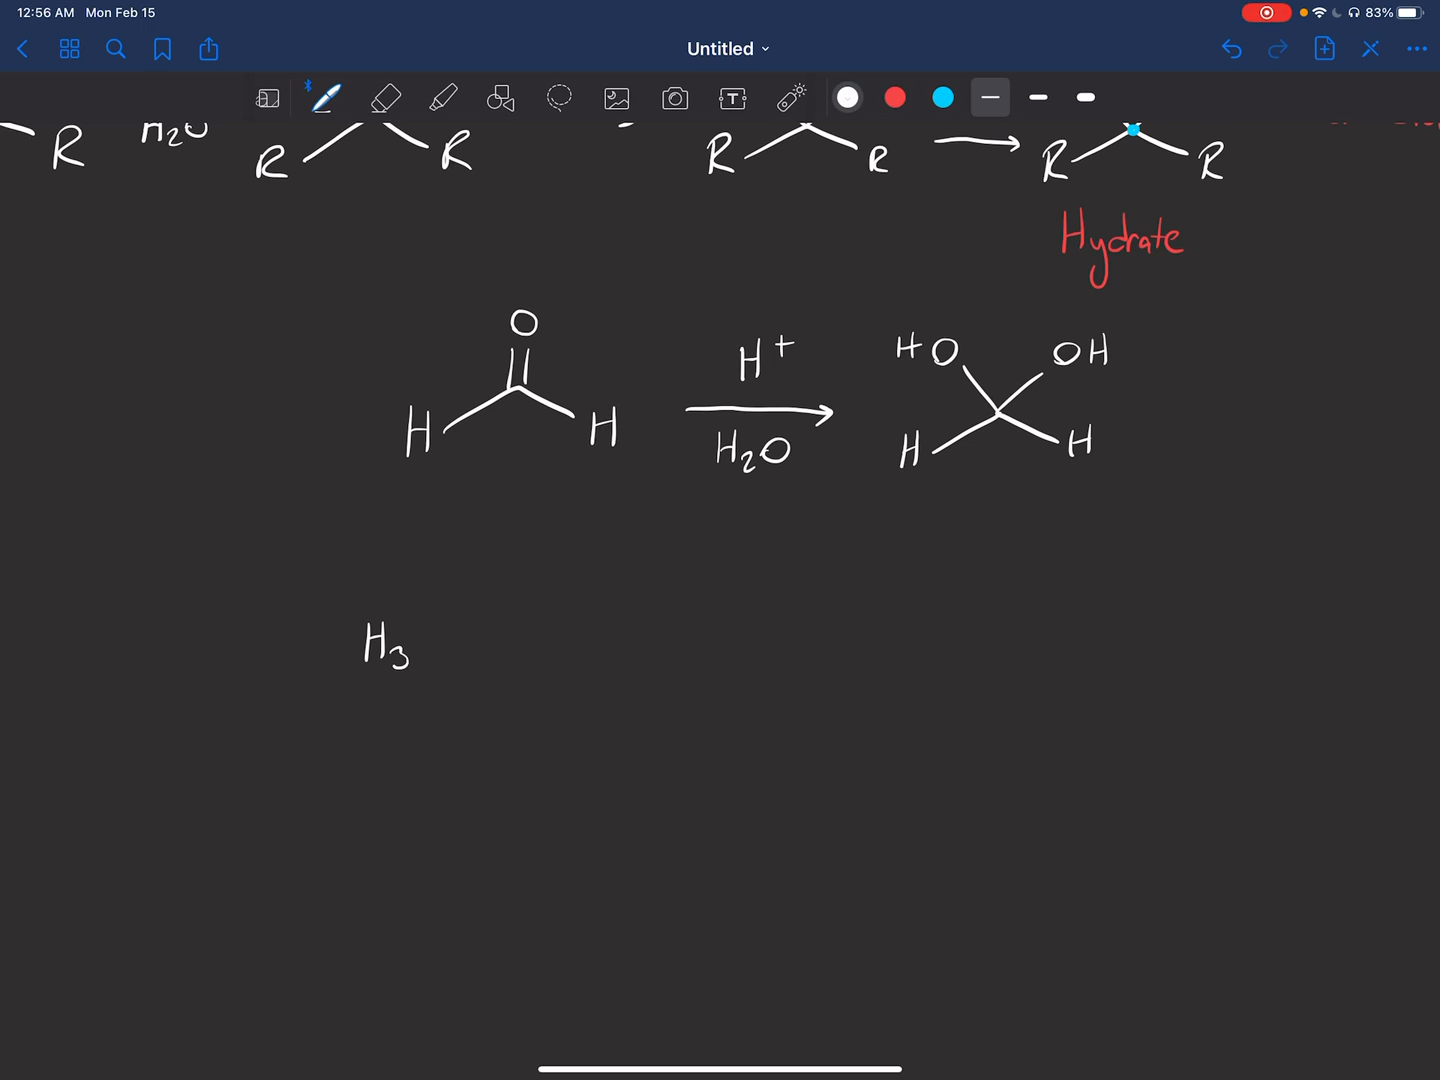 12:56 AM Mon Feb 15
83%
Untitled
T
R H₂O R R R R R R
Hydrate
O
H H
H⁺
H₂O
HO OH
H H
H₃